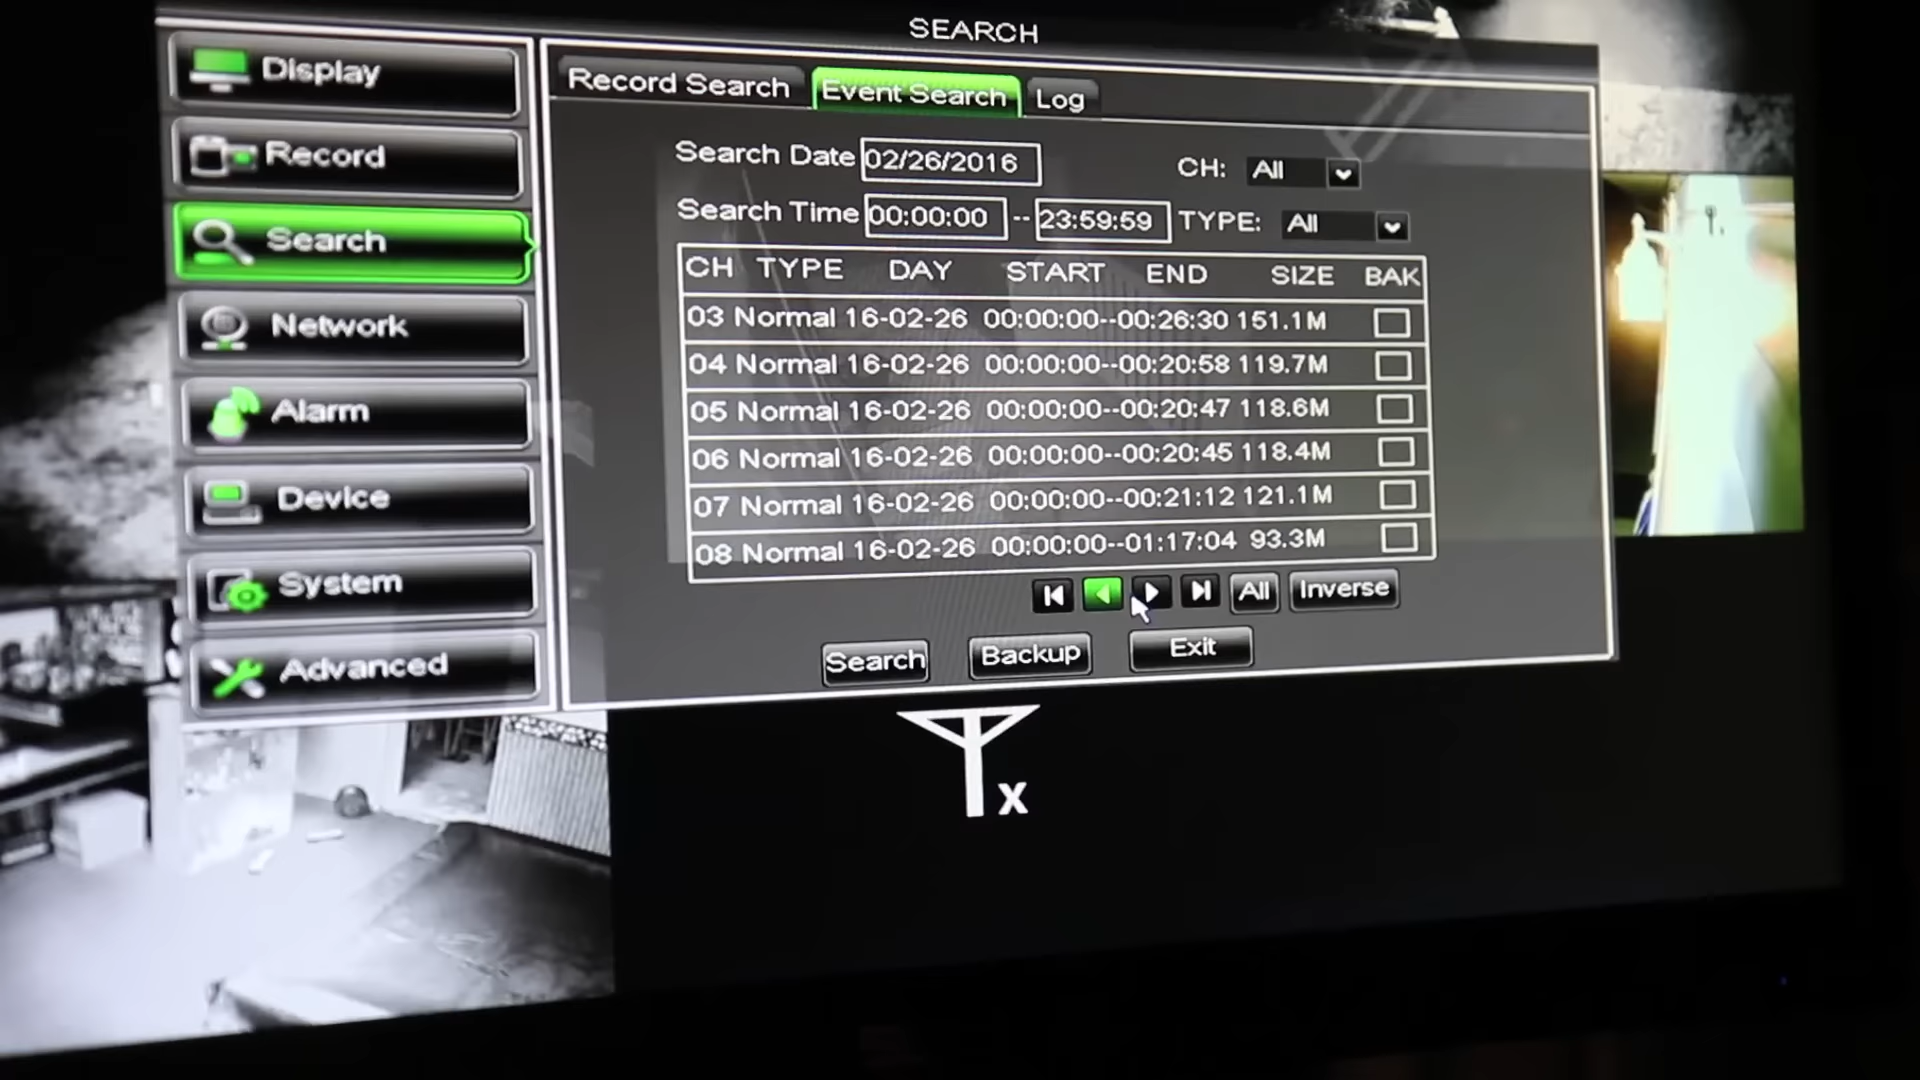 SEARCH
Display
Record
Search
Network
Alarm
Device
System
Advanced
Record Search Event Search Log
Search Date 02/26/2016 CH: All
Search Time 00:00:00 -- 23:59:59 TYPE: All
CH TYPE DAY START END SIZE BAK
03 Normal 16-02-26 00:00:00--00:26:30 151.1M
04 Normal 16-02-26 00:00:00--00:20:58 119.7M
05 Normal 16-02-26 00:00:00--00:20:47 118.6M
06 Normal 16-02-26 00:00:00--00:20:45 118.4M
07 Normal 16-02-26 00:00:00--00:21:12 121.1M
08 Normal 16-02-26 00:00:00--01:17:04 93.3M
All Inverse
Search Backup Exit
x